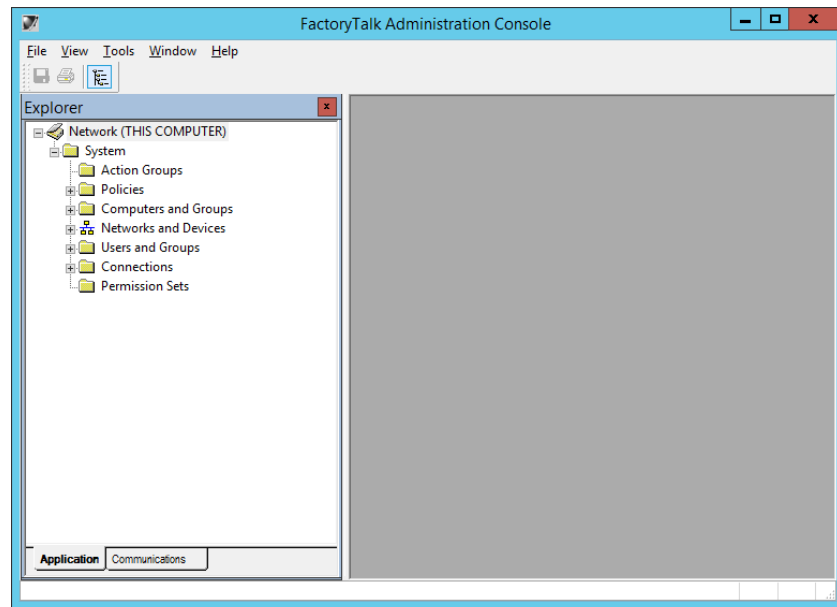 FactoryTalk Administration Console
File View Tools Window Help
Explorer
Network (THIS COMPUTER)
System
Action Groups
Policies
Computers and Groups
Networks and Devices
Users and Groups
Connections
Permission Sets
Application Communications